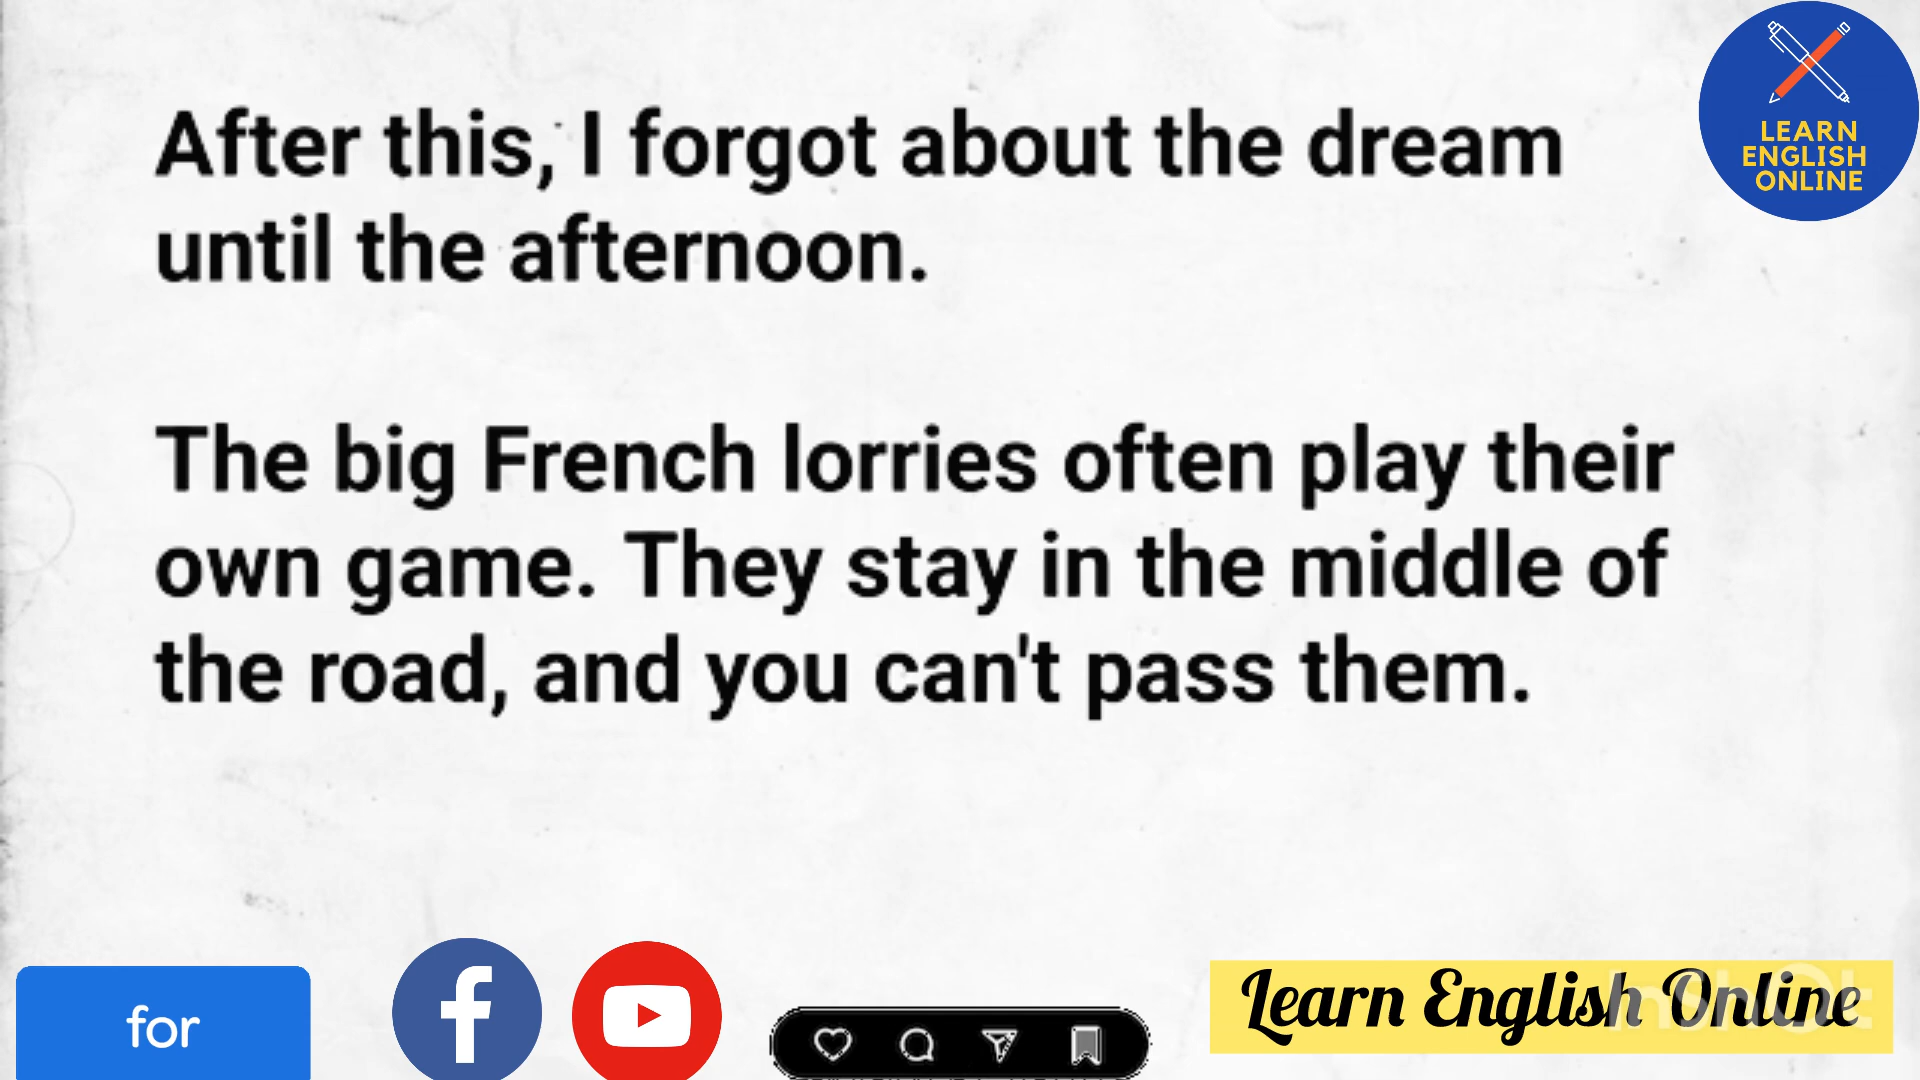 LEARN
ENGLISH
ONLINE
After this, I forgot about the dream
until the afternoon.
The big French lorries often play their
own game. They stay in the middle of
the road, and you can't pass them.
for
Learn English Online